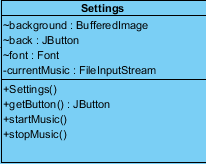 Settings
~background : BufferedImage
~back : JButton
~font : Font
-currentMusic : FileInputStream
+Settings()
+getButton() : JButton
+startMusic()
+stopMusic()